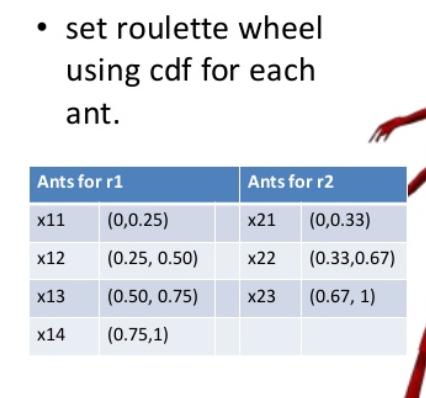 • set roulette wheel
using cdf for each
ant.
Ants for r1 Ants for r2
x11 (0,0.25) x21 (0,0.33)
x12 (0.25, 0.50) x22 (0.33,0.67)
x13 (0.50, 0.75) x23 (0.67, 1)
x14 (0.75,1)